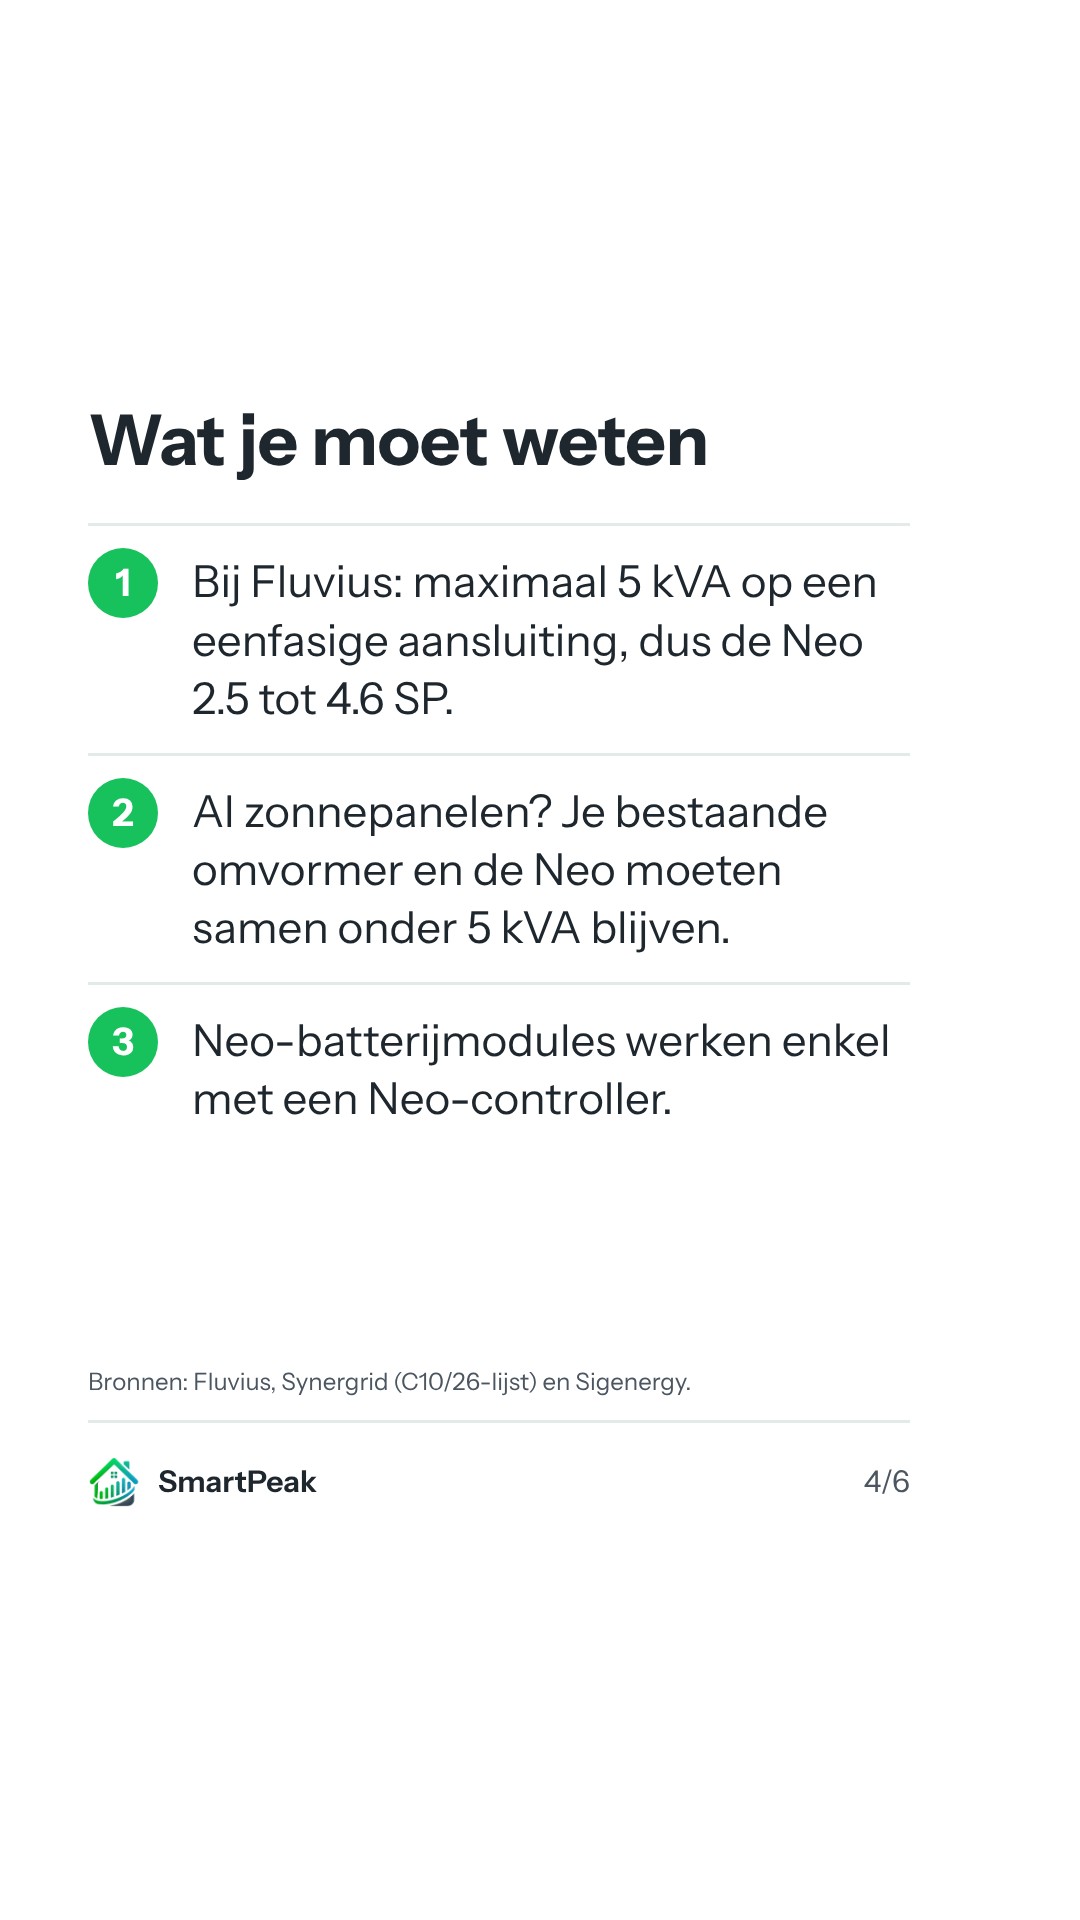 Wat je moet weten
1
Bij Fluvius: maximaal 5 kVA op een
eenfasige aansluiting, dus de Neo
2.5 tot 4.6 SP.
2
Al zonnepanelen? Je bestaande
omvormer en de Neo moeten
samen onder 5 kVA blijven.
3
Neo-batterijmodules werken enkel
met een Neo-controller.
Bronnen: Fluvius, Synergrid (C10/26-lijst) en Sigenergy.
SmartPeak
4/6